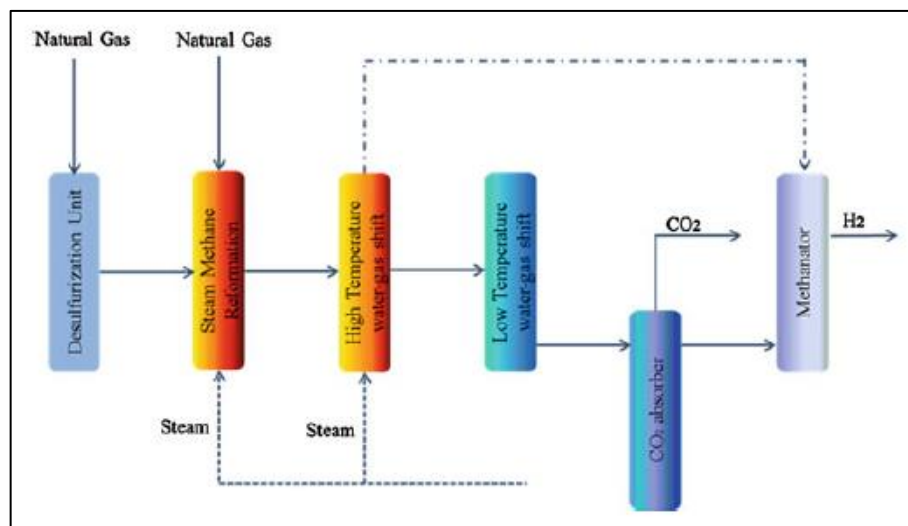 Natural Gas
Natural Gas
Desulfurization Unit
Steam Methane
Reformation
High Temperature
water-gas shift
Low Temperature
water-gas shift
CO2
CO₂ absorber
Methanator
H2
Steam
Steam